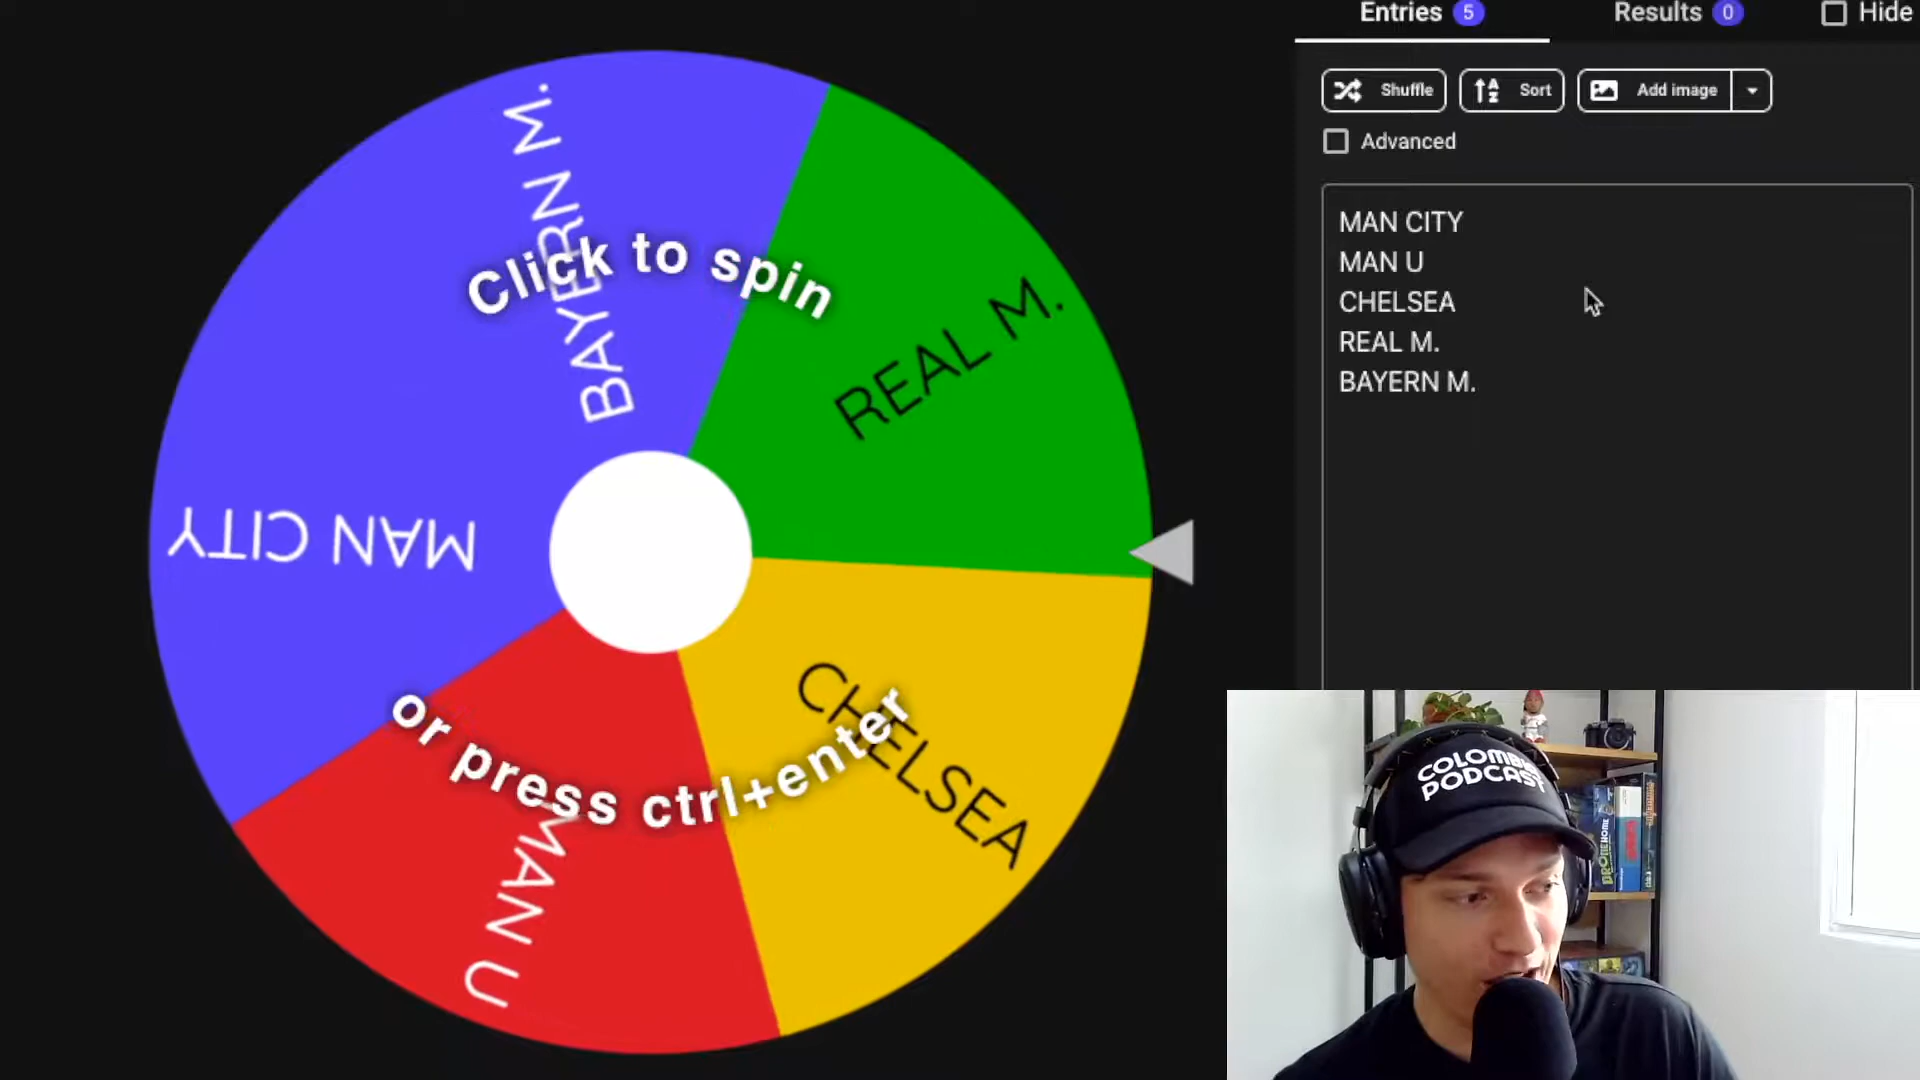 Entries 5
Results 0
Hide
Shuffle
Sort
Add image
Advanced
MAN CITY
MAN U
CHELSEA
REAL M.
BAYERN M.
BAYERN M.
REAL M.
CHELSEA
MAN U
MAN CITY
Click to spin
or press ctrl+enter
PODCAST